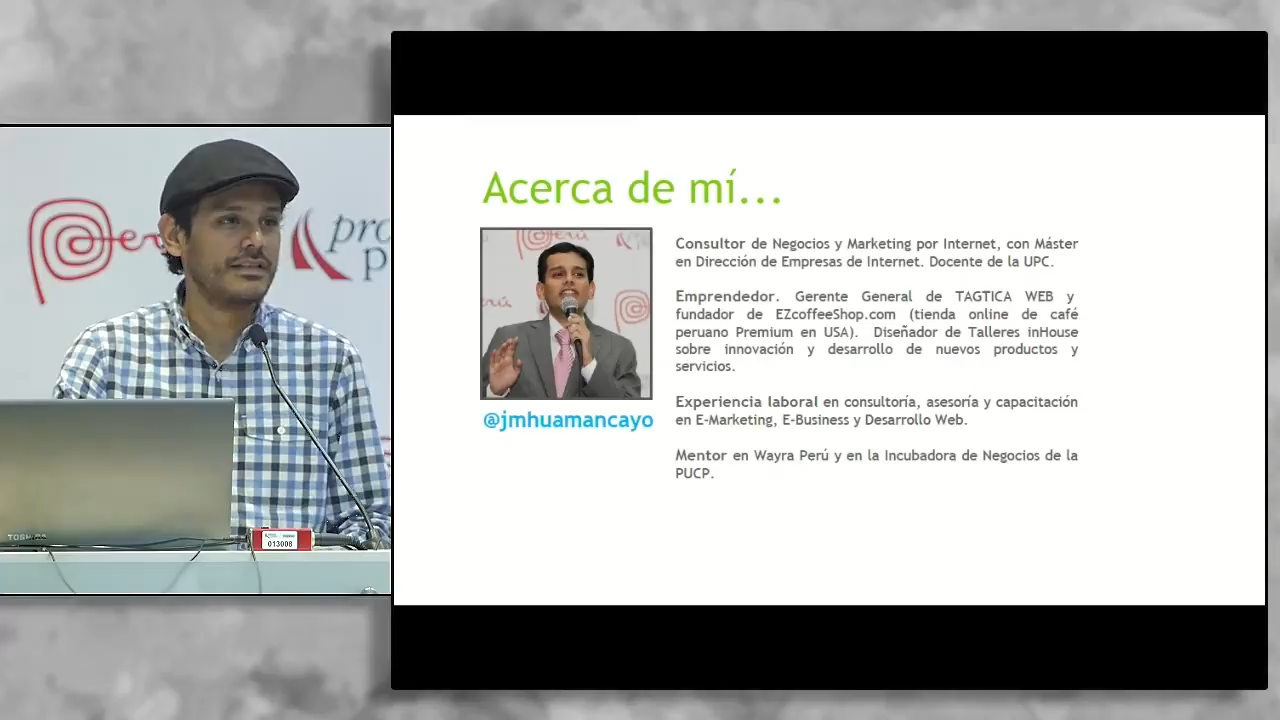 Perú
pro
p
TOSHIBA
013008
Acerca de mí...
@jmhuamancayo
Consultor de Negocios y Marketing por Internet, con Máster
en Dirección de Empresas de Internet. Docente de la UPC.
Emprendedor. Gerente General de TAGTICA WEB y
fundador de EZcoffeeShop.com (tienda online de café
peruano Premium en USA). Diseñador de Talleres inHouse
sobre innovación y desarrollo de nuevos productos y
servicios.
Experiencia laboral en consultoría, asesoría y capacitación
en E-Marketing, E-Business y Desarrollo Web.
Mentor en Wayra Perú y en la Incubadora de Negocios de la
PUCP.